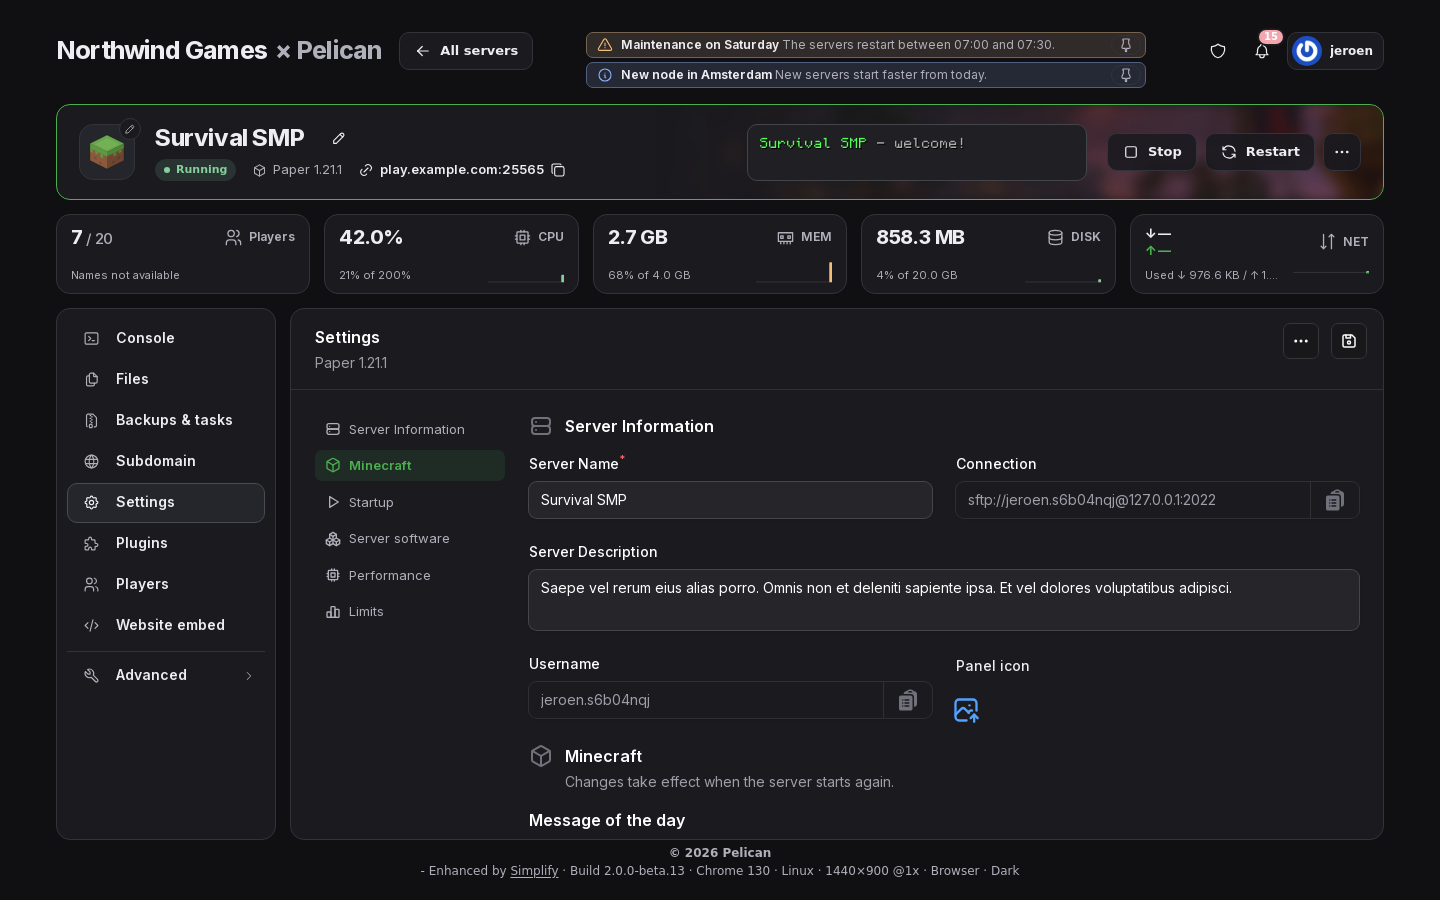 Northwind Games × Pelican
All servers
Maintenance on Saturday The servers restart between 07:00 and 07:30.
New node in Amsterdam New servers start faster from today.
15
jeroen
Survival SMP
Running
Paper 1.21.1
play.example.com:25565
Survival SMP - welcome!
Stop
Restart
7 / 20
Players
Names not available
42.0%
CPU
21% of 200%
2.7 GB
MEM
68% of 4.0 GB
858.3 MB
DISK
4% of 20.0 GB
↓—
↑—
NET
Used ↓ 976.6 KB / ↑ 1....
Console
Files
Backups & tasks
Subdomain
Settings
Plugins
Players
Website embed
Advanced
Settings
Paper 1.21.1
Server Information
Minecraft
Startup
Server software
Performance
Limits
Server Information
Server Name*
Survival SMP
Connection
sftp://jeroen.s6b04nqj@127.0.0.1:2022
Server Description
Saepe vel rerum eius alias porro. Omnis non et deleniti sapiente ipsa. Et vel dolores voluptatibus adipisci.
Username
jeroen.s6b04nqj
Panel icon
Minecraft
Changes take effect when the server starts again.
Message of the day
© 2026 Pelican
- Enhanced by Simplify · Build 2.0.0-beta.13 · Chrome 130 · Linux · 1440×900 @1x · Browser · Dark